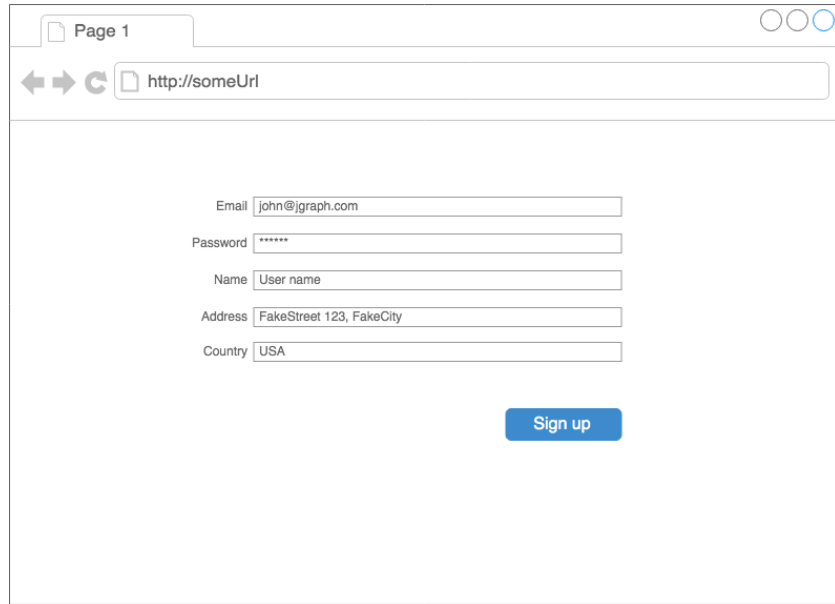 Page 1
http://someUrl
Email john@jgraph.com
Password ******
Name User name
Address FakeStreet 123, FakeCity
Country USA
Sign up